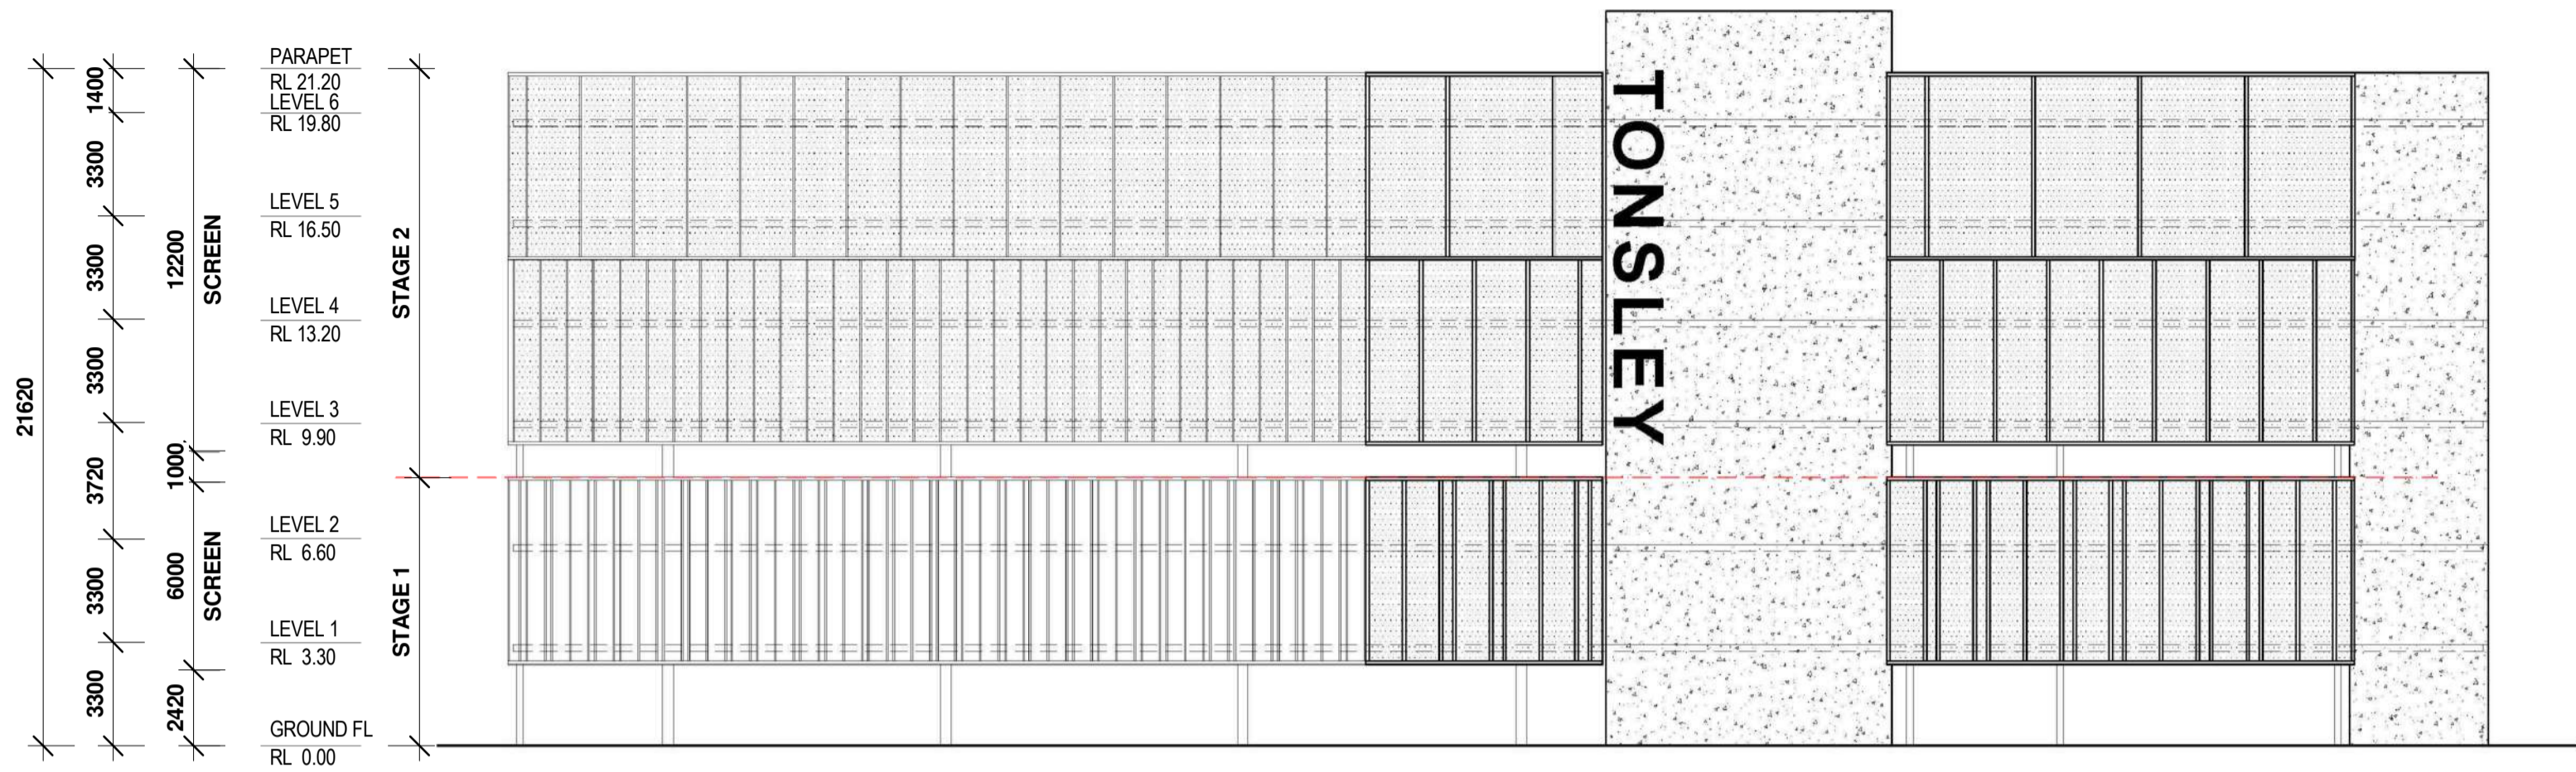 21620
1400
3300
3300
3300
3720
3300
3300
12200
SCREEN
1000
6000
SCREEN
2420
PARAPET
RL 21.20
LEVEL 6
RL 19.80
LEVEL 5
RL 16.50
LEVEL 4
RL 13.20
LEVEL 3
RL 9.90
LEVEL 2
RL 6.60
LEVEL 1
RL 3.30
GROUND FL
RL 0.00
STAGE 2
STAGE 1
TONSLEY